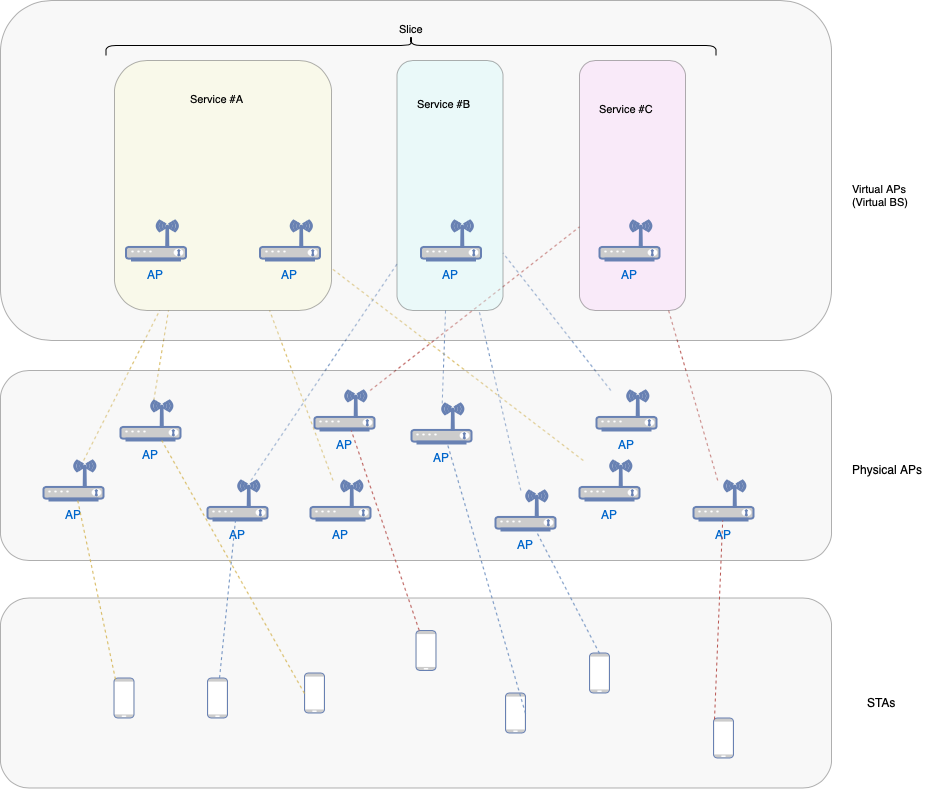 Slice
Service #A
Service #B
Service #C
Virtual APs
(Virtual BS)
AP
AP
AP
AP
AP
AP
AP
AP
Physical APs
AP
AP
AP
AP
AP
AP
STAs